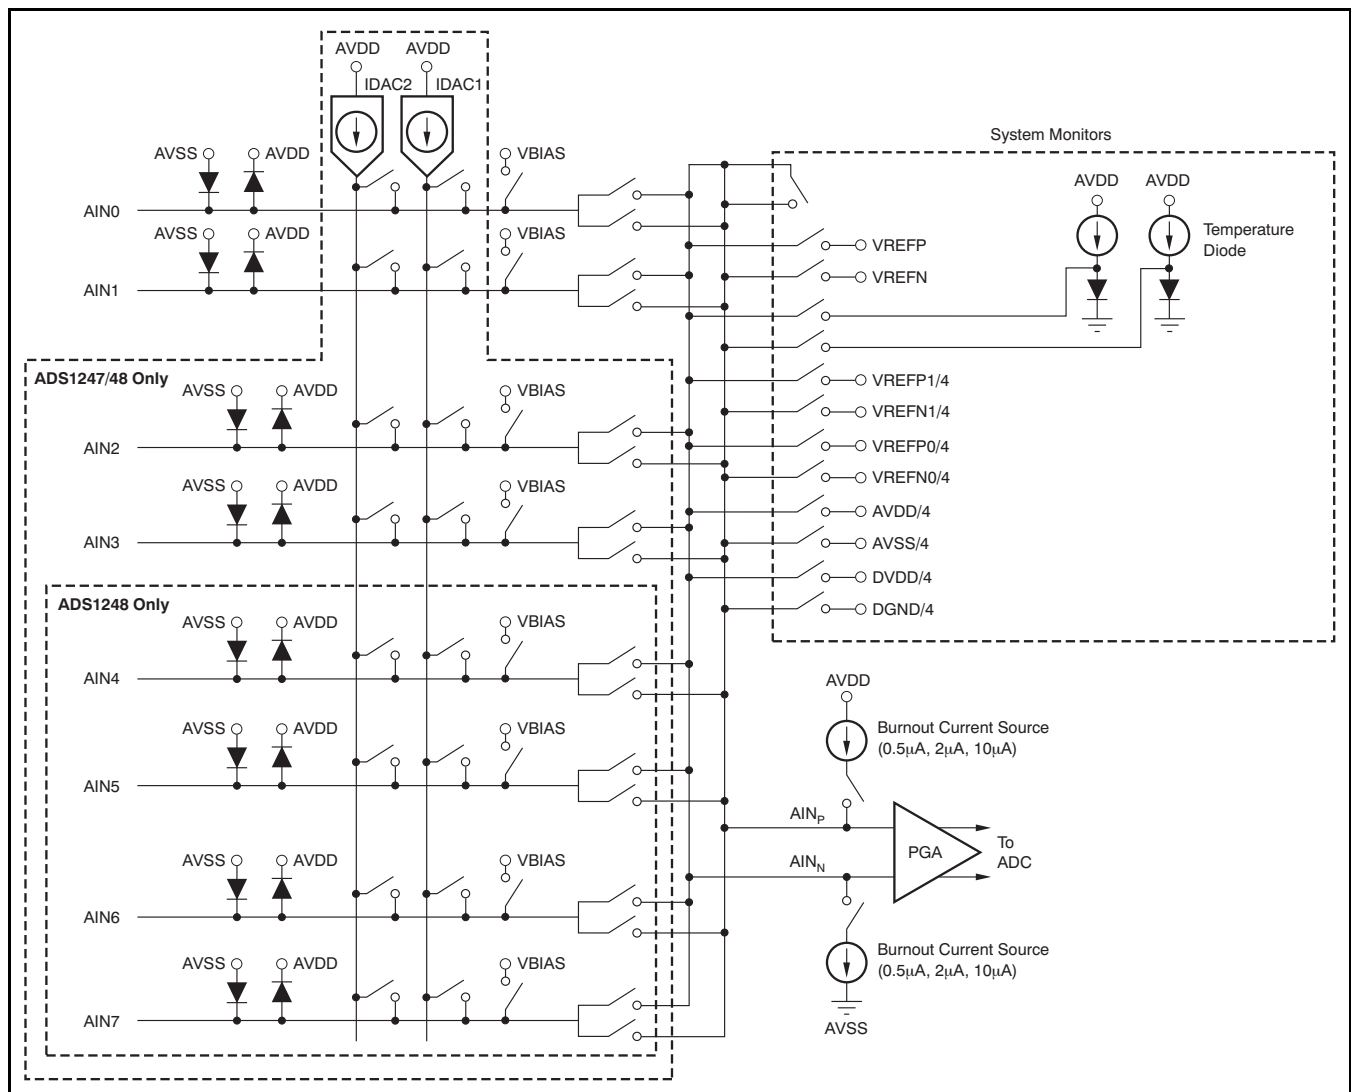 AVDD AVDD
IDAC2 IDAC1
AVSS AVDD VBIAS
AIN0
AVSS AVDD VBIAS
AIN1
ADS1247/48 Only
AVSS AVDD VBIAS
AIN2
AVSS AVDD VBIAS
AIN3
ADS1248 Only
AVSS AVDD VBIAS
AIN4
AVSS AVDD VBIAS
AIN5
AVSS AVDD VBIAS
AIN6
AVSS AVDD VBIAS
AIN7
System Monitors
AVDD AVDD
Temperature
Diode
VREFP
VREFN
VREFP1/4
VREFN1/4
VREFP0/4
VREFN0/4
AVDD/4
AVSS/4
DVDD/4
DGND/4
AVDD
Burnout Current Source
(0.5μA, 2μA, 10μA)
AINP
AINN
PGA
To
ADC
Burnout Current Source
(0.5μA, 2μA, 10μA)
AVSS